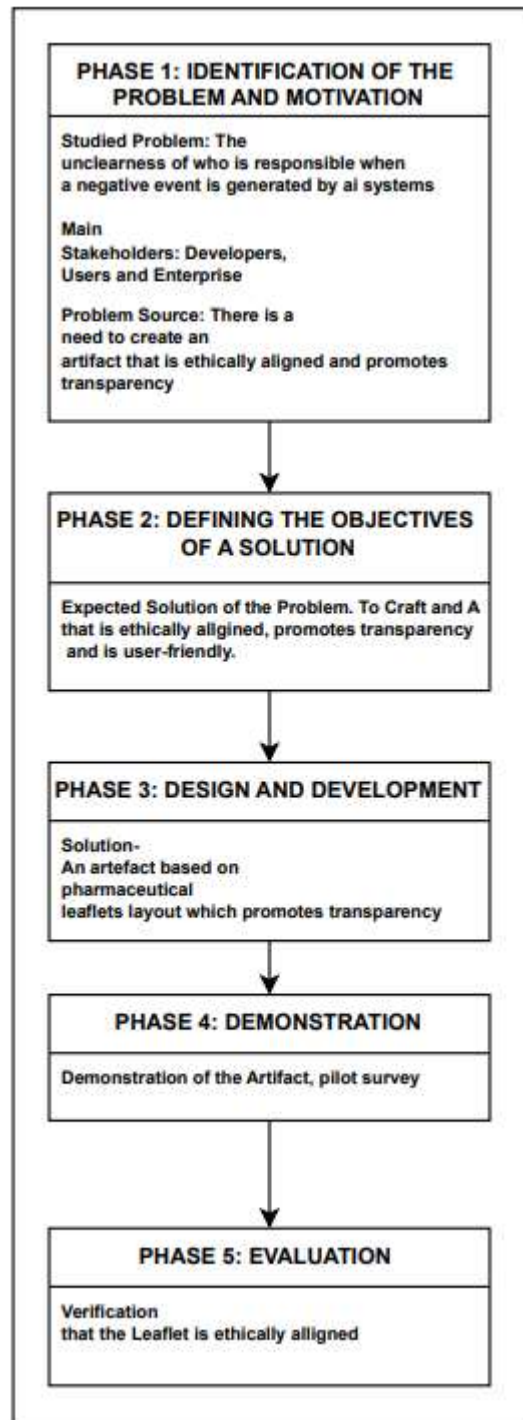 PHASE 1: IDENTIFICATION OF THE
PROBLEM AND MOTIVATION
Studied Problem: The
unclearness of who is responsible when
a negative event is generated by ai systems
Main
Stakeholders: Developers,
Users and Enterprise
Problem Source: There is a
need to create an
artifact that is ethically aligned and promotes
transparency
PHASE 2: DEFINING THE OBJECTIVES
OF A SOLUTION
Expected Solution of the Problem. To Craft and A
that is ethically allgined, promotes transparency
and is user-friendly.
PHASE 3: DESIGN AND DEVELOPMENT
Solution-
An artefact based on
pharmaceutical
leaflets layout which promotes transparency
PHASE 4: DEMONSTRATION
Demonstration of the Artifact, pilot survey
PHASE 5: EVALUATION
Verification
that the Leaflet is ethically alligned